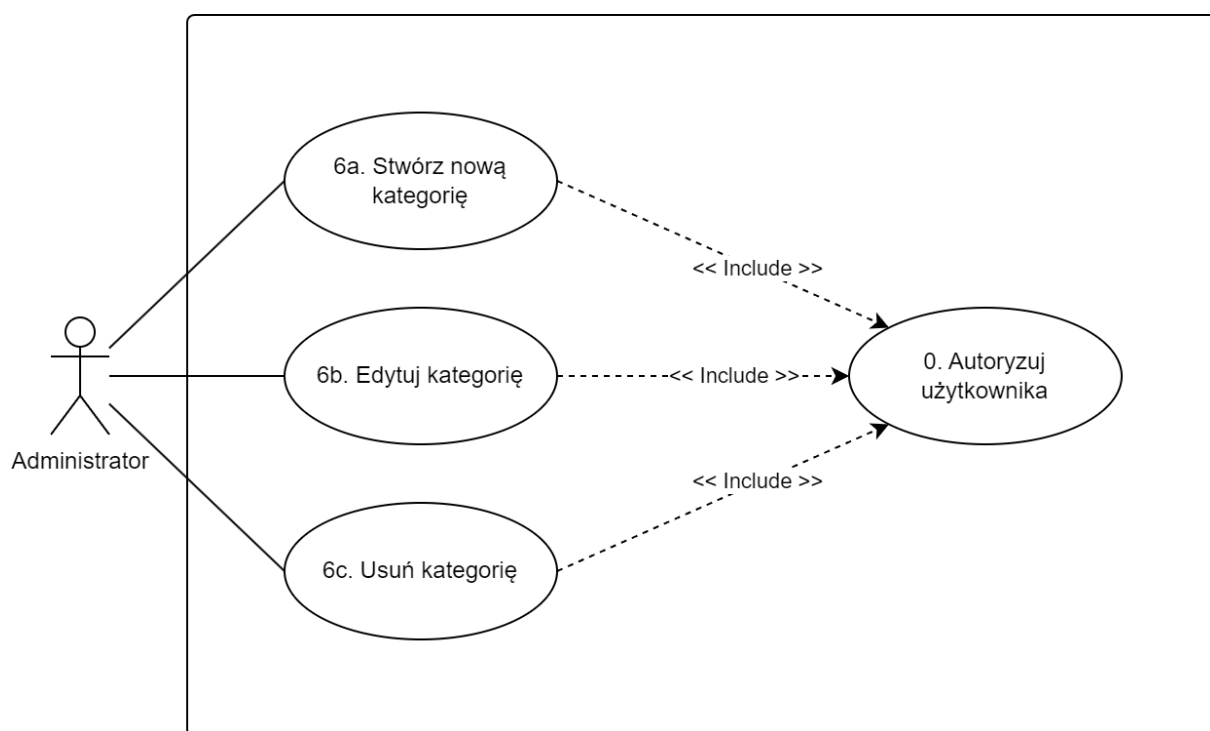 6a. Stwórz nową
kategorię
<< Include >>
6b. Edytuj kategorię
<< Include >>
0. Autoryzuj
użytkownika
Administrator
<< Include >>
6c. Usuń kategorię